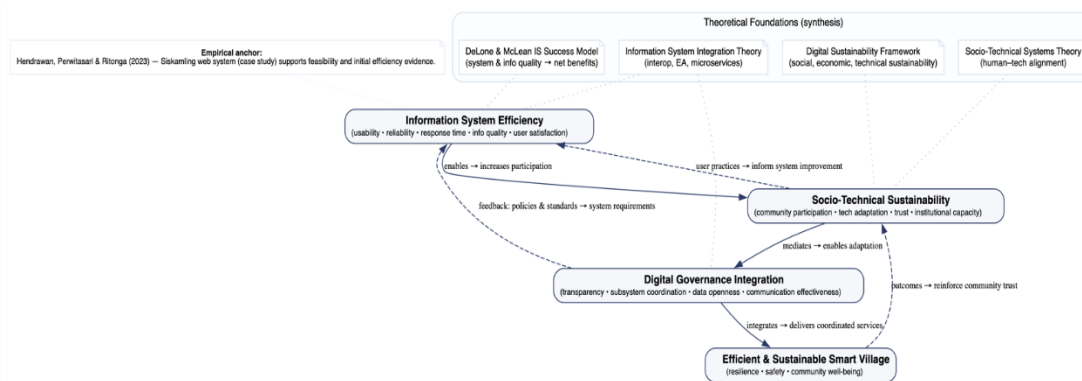 Theoretical Foundations (synthesis)
Empirical anchor:
Hendrawan, Perwitasari & Ritonga (2023) — Siskamling web system (case study) supports feasibility and initial efficiency evidence.
DeLone & McLean IS Success Model
(system & info quality → net benefits)
Information System Integration Theory
(interop, EA, microservices)
Digital Sustainability Framework
(social, economic, technical sustainability)
Socio-Technical Systems Theory
(human–tech alignment)
Information System Efficiency
(usability • reliability • response time • info quality • user satisfaction)
enables → increases participation
user practices → inform system improvement
Socio-Technical Sustainability
(community participation • tech adaptation • trust • institutional capacity)
feedback: policies & standards → system requirements
mediates → enables adaptation
Digital Governance Integration
(transparency • subsystem coordination • data openness • communication effectiveness)
outcomes → reinforce community trust
integrates → delivers coordinated services
Efficient & Sustainable Smart Village
(resilience • safety • community well-being)